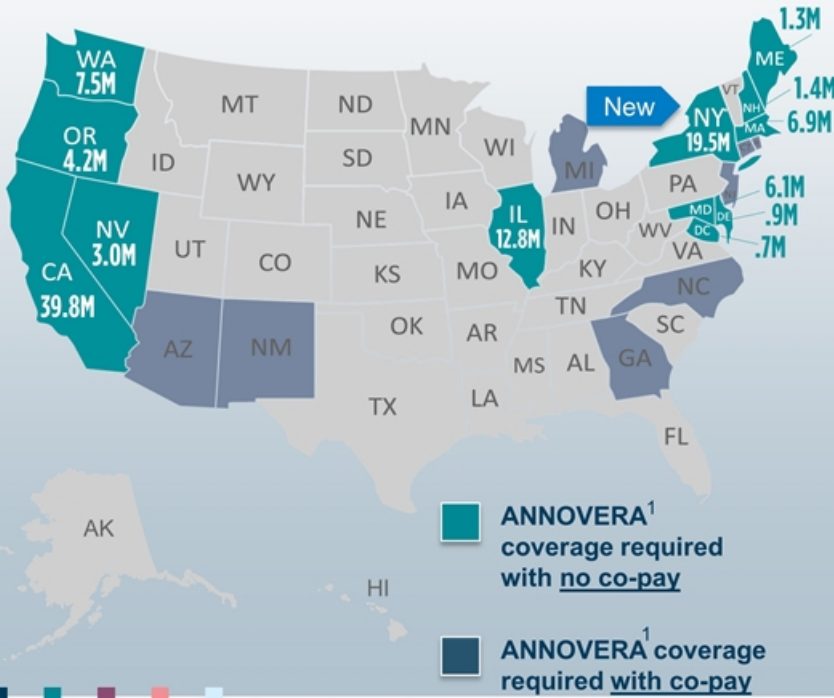 1.3M
WA
7.5M
ME
MT
ND
VT
1.4M
New
NH
MN
OR
4.2M
NY
19.5M
MA
6.9M
ID
SD
WI
MI
WY
PA
6.1M
IA
IL
12.8M
IN
OH
MD
DE
.9M
NV
3.0M
NE
WV
DC
.7M
UT
VA
CO
KS
MO
KY
CA
39.8M
NC
TN
OK
AR
SC
AZ
NM
MS
AL
GA
TX
LA
FL
AK
HI
ANNOVERA1
coverage required
with no co-pay
ANNOVERA1 coverage
required with co-pay